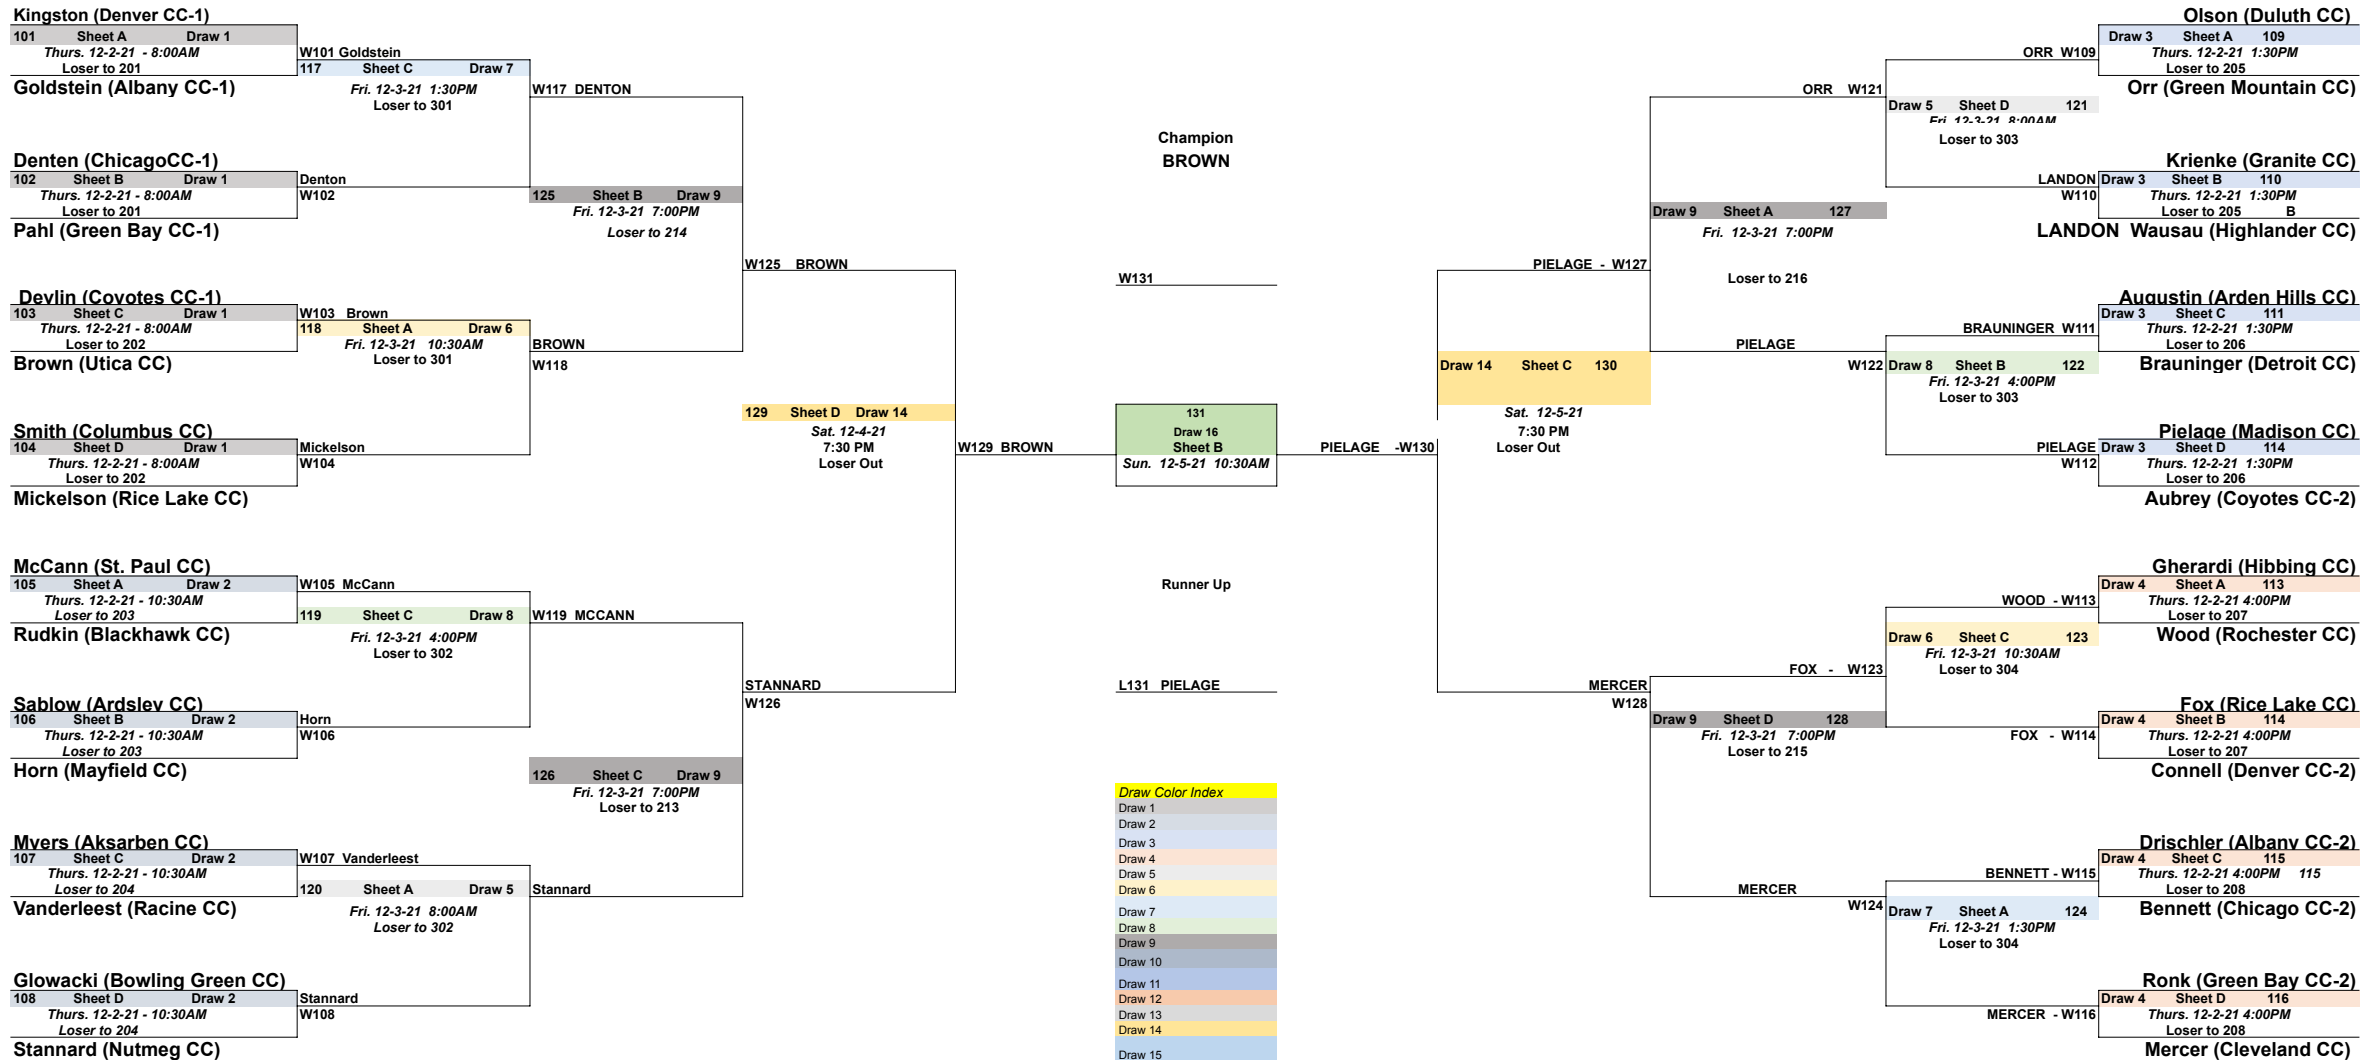 Kingston (Denver CC-1)
101 Sheet A Draw 1
Thurs. 12-2-21 - 8:00AM
Loser to 201
Goldstein (Albany CC-1)
W101 Goldstein
117 Sheet C Draw 7
Fri. 12-3-21 1:30PM
Loser to 301
W117 DENTON
Denten (ChicagoCC-1)
102 Sheet B Draw 1
Thurs. 12-2-21 - 8:00AM
Loser to 201
Pahl (Green Bay CC-1)
Denton
W102
125 Sheet B Draw 9
Fri. 12-3-21 7:00PM
Loser to 214
W125 BROWN
Devlin (Coyotes CC-1)
103 Sheet C Draw 1
Thurs. 12-2-21 - 8:00AM
Loser to 202
Brown (Utica CC)
W103 Brown
118 Sheet A Draw 6
Fri. 12-3-21 10:30AM
Loser to 301
BROWN
W118
Smith (Columbus CC)
104 Sheet D Draw 1
Thurs. 12-2-21 - 8:00AM
Loser to 202
Mickelson (Rice Lake CC)
Mickelson
W104
129 Sheet D Draw 14
Sat. 12-4-21
7:30 PM
Loser Out
W129 BROWN
McCann (St. Paul CC)
105 Sheet A Draw 2
Thurs. 12-2-21 - 10:30AM
Loser to 203
Rudkin (Blackhawk CC)
W105 McCann
119 Sheet C Draw 8
Fri. 12-3-21 4:00PM
Loser to 302
W119 MCCANN
Sablow (Ardsley CC)
106 Sheet B Draw 2
Thurs. 12-2-21 - 10:30AM
Loser to 203
Horn (Mayfield CC)
Horn
W106
STANNARD
W126
126 Sheet C Draw 9
Fri. 12-3-21 7:00PM
Loser to 213
Myers (Aksarben CC)
107 Sheet C Draw 2
Thurs. 12-2-21 - 10:30AM
Loser to 204
Vanderleest (Racine CC)
W107 Vanderleest
120 Sheet A Draw 5
Fri. 12-3-21 8:00AM
Loser to 302
Stannard
Glowacki (Bowling Green CC)
108 Sheet D Draw 2
Thurs. 12-2-21 - 10:30AM
Loser to 204
Stannard (Nutmeg CC)
Stannard
W108
Champion
BROWN
W131
131
Draw 16
Sheet B
Sun. 12-5-21 10:30AM
Runner Up
L131 PIELAGE
Draw Color Index
Draw 1
Draw 2
Draw 3
Draw 4
Draw 5
Draw 6
Draw 7
Draw 8
Draw 9
Draw 10
Draw 11
Draw 12
Draw 13
Draw 14
Draw 15
Olson (Duluth CC)
Draw 3 Sheet A 109
Thurs. 12-2-21 1:30PM
Loser to 205
Orr (Green Mountain CC)
ORR W109
ORR W121
Draw 5 Sheet D 121
Fri. 12-3-21 8:00AM
Loser to 303
Krienke (Granite CC)
Draw 3 Sheet B 110
Thurs. 12-2-21 1:30PM
Loser to 205 B
LANDON Wausau (Highlander CC)
LANDON
W110
Draw 9 Sheet A 127
Fri. 12-3-21 7:00PM
Loser to 216
PIELAGE - W127
Augustin (Arden Hills CC)
Draw 3 Sheet C 111
Thurs. 12-2-21 1:30PM
Loser to 206
Brauninger (Detroit CC)
BRAUNINGER W111
PIELAGE
W122
Draw 8 Sheet B 122
Fri. 12-3-21 4:00PM
Loser to 303
Pielage (Madison CC)
Draw 3 Sheet D 114
Thurs. 12-2-21 1:30PM
Loser to 206
Aubrey (Coyotes CC-2)
PIELAGE
W112
Draw 14 Sheet C 130
Sat. 12-5-21
7:30 PM
Loser Out
PIELAGE -W130
Gherardi (Hibbing CC)
Draw 4 Sheet A 113
Thurs. 12-2-21 4:00PM
Loser to 207
Wood (Rochester CC)
WOOD - W113
Draw 6 Sheet C 123
Fri. 12-3-21 10:30AM
Loser to 304
FOX - W123
Fox (Rice Lake CC)
Draw 4 Sheet B 114
Thurs. 12-2-21 4:00PM
Loser to 207
Connell (Denver CC-2)
FOX - W114
MERCER
W128
Draw 9 Sheet D 128
Fri. 12-3-21 7:00PM
Loser to 215
Drischler (Albany CC-2)
Draw 4 Sheet C 115
Thurs. 12-2-21 4:00PM 115
Loser to 208
Bennett (Chicago CC-2)
BENNETT - W115
MERCER
W124
Draw 7 Sheet A 124
Fri. 12-3-21 1:30PM
Loser to 304
Ronk (Green Bay CC-2)
Draw 4 Sheet D 116
Thurs. 12-2-21 4:00PM
Loser to 208
Mercer (Cleveland CC)
MERCER - W116